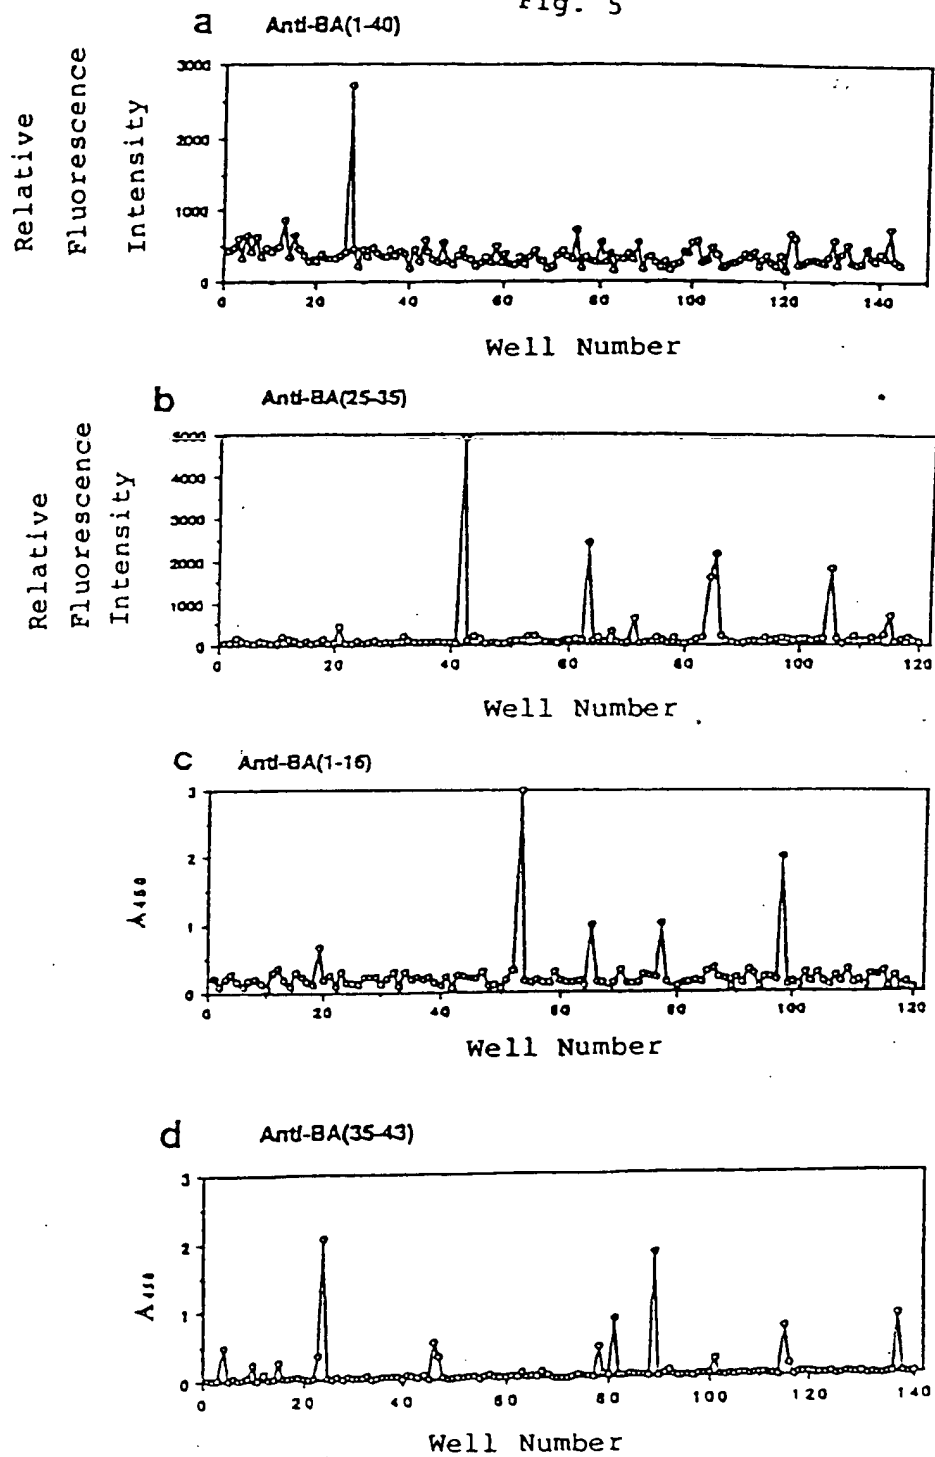 Fig. 5
a Anti-BA(1-40)
Relative
Fluorescence
Intensity
3000
2000
1000
0
0 20 40 60 80 100 120 140
Well Number
b Anti-BA(25-35)
Relative
Fluorescence
Intensity
5000
4000
3000
2000
1000
0
0 20 40 60 80 100 120
Well Number
c Anti-BA(1-16)
A450
3
2
1
0
0 20 40 60 80 100 120
Well Number
d Anti-BA(35-43)
A450
3
2
1
0
0 20 40 60 80 100 120 140
Well Number